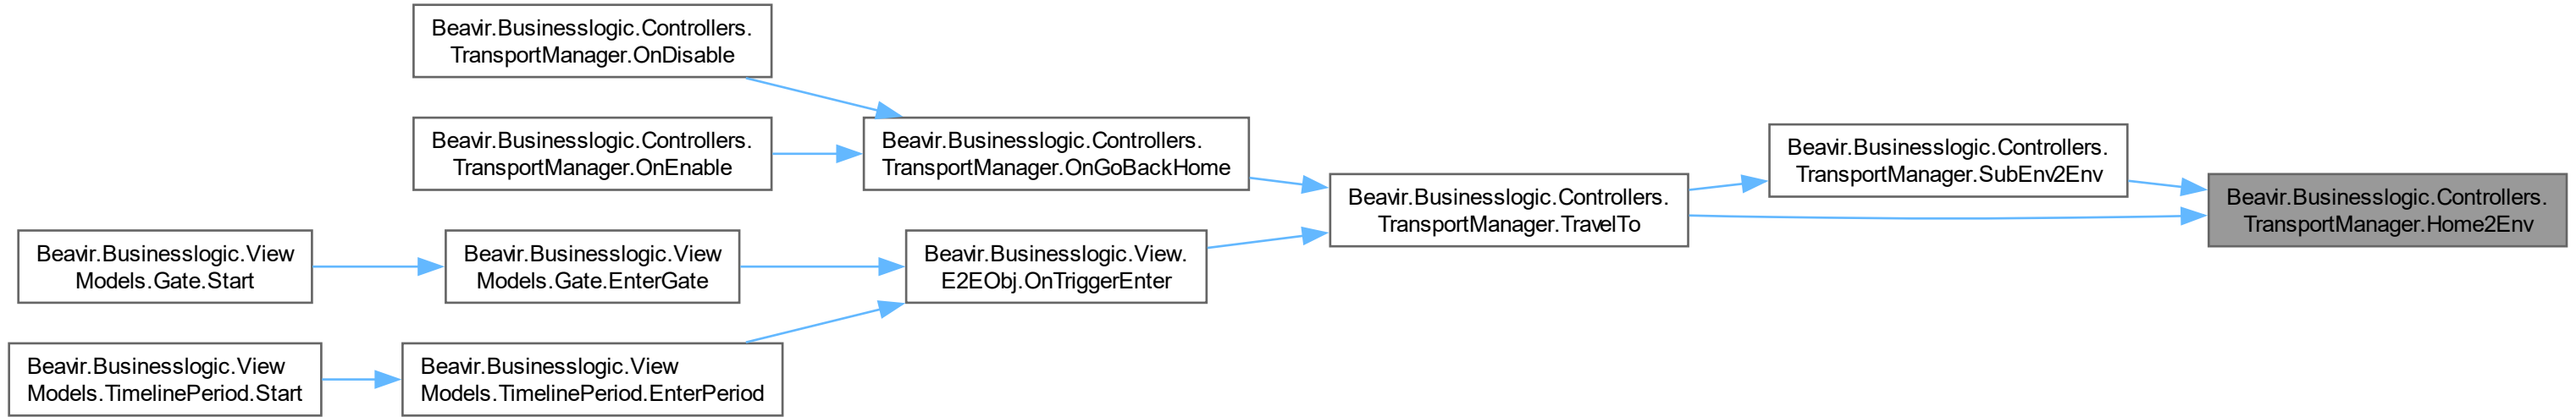 Beavir.Businesslogic.Controllers.
TransportManager.OnDisable
Beavir.Businesslogic.Controllers.
TransportManager.OnEnable
Beavir.Businesslogic.Controllers.
TransportManager.OnGoBackHome
Beavir.Businesslogic.Controllers.
TransportManager.SubEnv2Env
Beavir.Businesslogic.Controllers.
TransportManager.TravelTo
Beavir.Businesslogic.Controllers.
TransportManager.Home2Env
Beavir.Businesslogic.View
Models.Gate.Start
Beavir.Businesslogic.View
Models.Gate.EnterGate
Beavir.Businesslogic.View.
E2EObj.OnTriggerEnter
Beavir.Businesslogic.View
Models.TimelinePeriod.Start
Beavir.Businesslogic.View
Models.TimelinePeriod.EnterPeriod